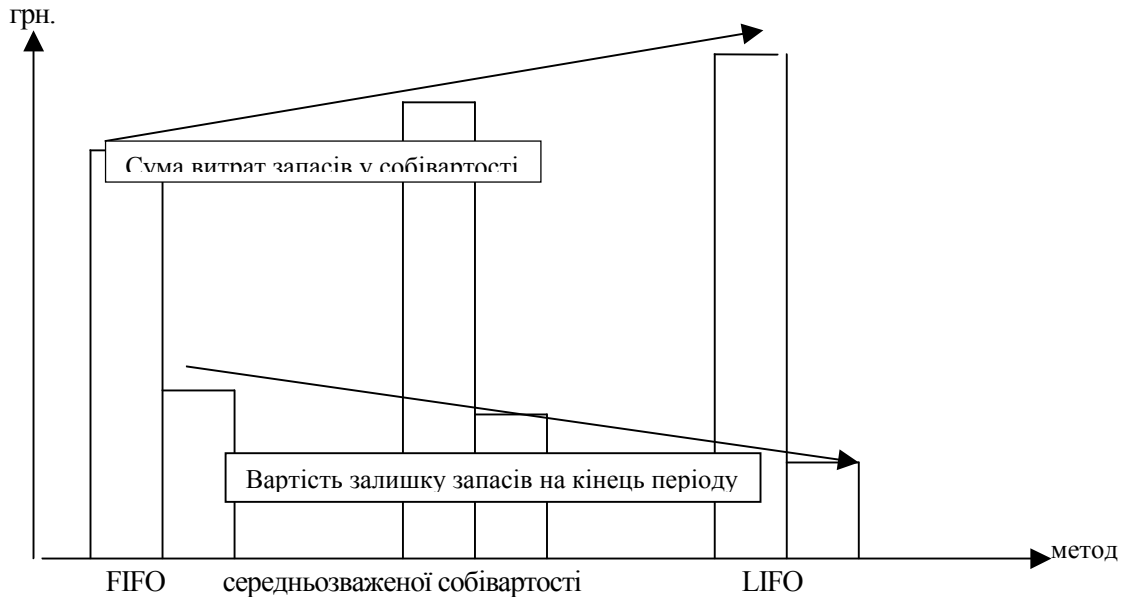 грн.
Сума витрат запасів у собівартості
Вартість залишку запасів на кінець періоду
метод
FIFO середньозваженої собівартості LIFO